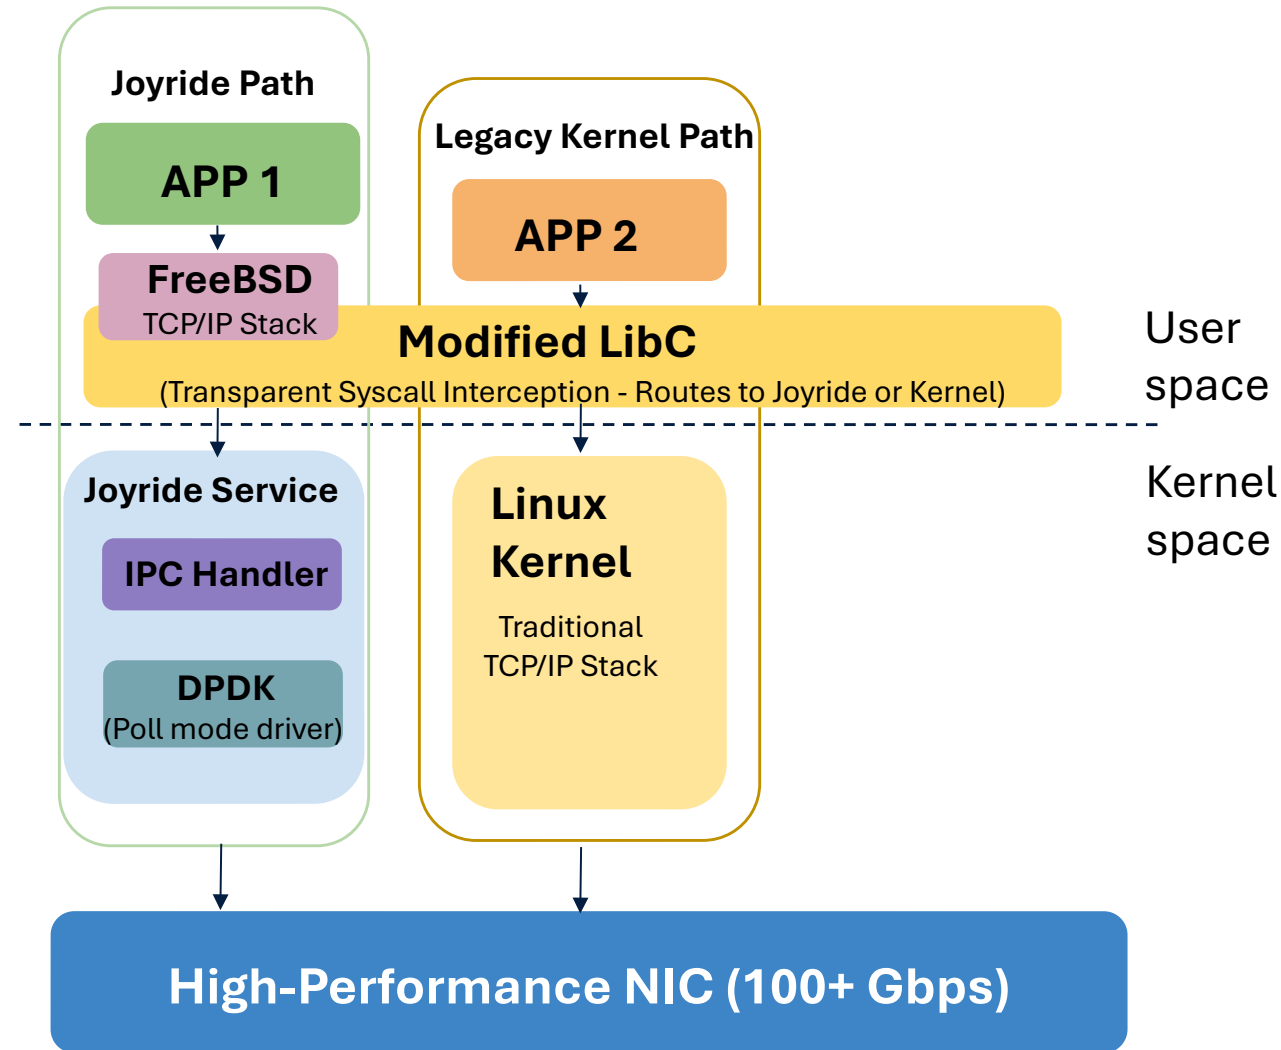 Joyride Path
APP 1
FreeBSD
TCP/IP Stack
Legacy Kernel Path
APP 2
Modified LibC
(Transparent Syscall Interception - Routes to Joyride or Kernel)
User
space
Kernel
space
Joyride Service
IPC Handler
DPDK
(Poll mode driver)
Linux
Kernel
Traditional
TCP/IP Stack
High-Performance NIC (100+ Gbps)